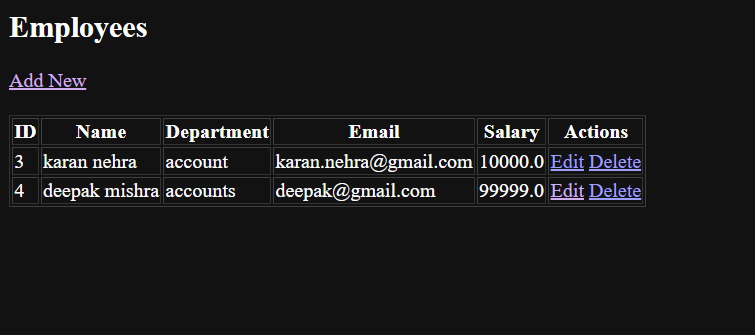 Employees
Add New
ID Name Department Email Salary Actions
3 karan nehra account karan.nehra@gmail.com 10000.0 Edit Delete
4 deepak mishra accounts deepak@gmail.com 99999.0 Edit Delete